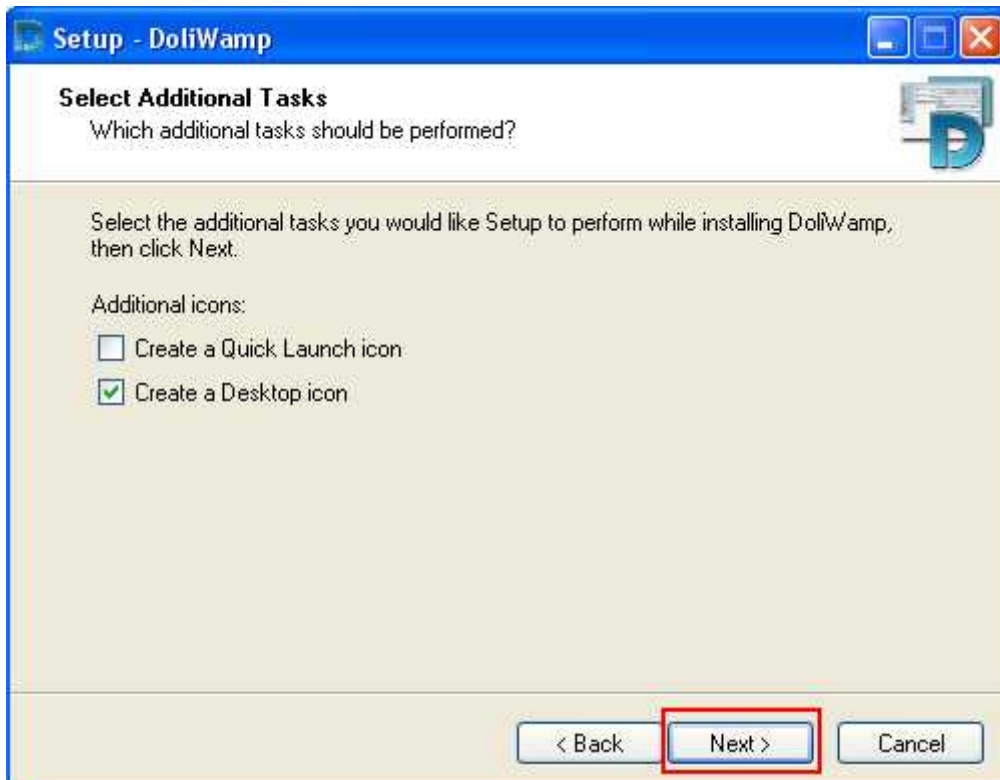 Setup - DoliWamp
Select Additional Tasks
Which additional tasks should be performed?
D
Select the additional tasks you would like Setup to perform while installing DoliWamp,
then click Next.
Additional icons:
Create a Quick Launch icon
Create a Desktop icon
< Back
Next >
Cancel